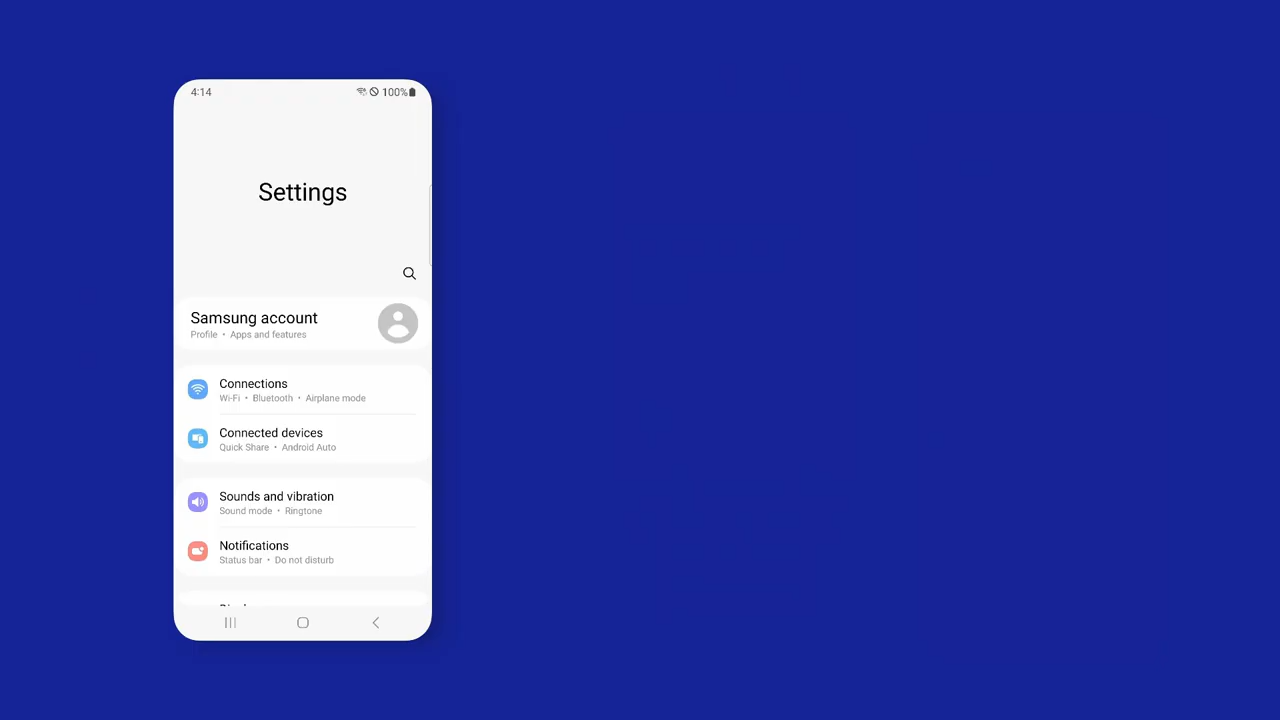 4:14 100%
Settings
Samsung account
Profile • Apps and features
Connections
Wi-Fi • Bluetooth • Airplane mode
Connected devices
Quick Share • Android Auto
Sounds and vibration
Sound mode • Ringtone
Notifications
Status bar • Do not disturb